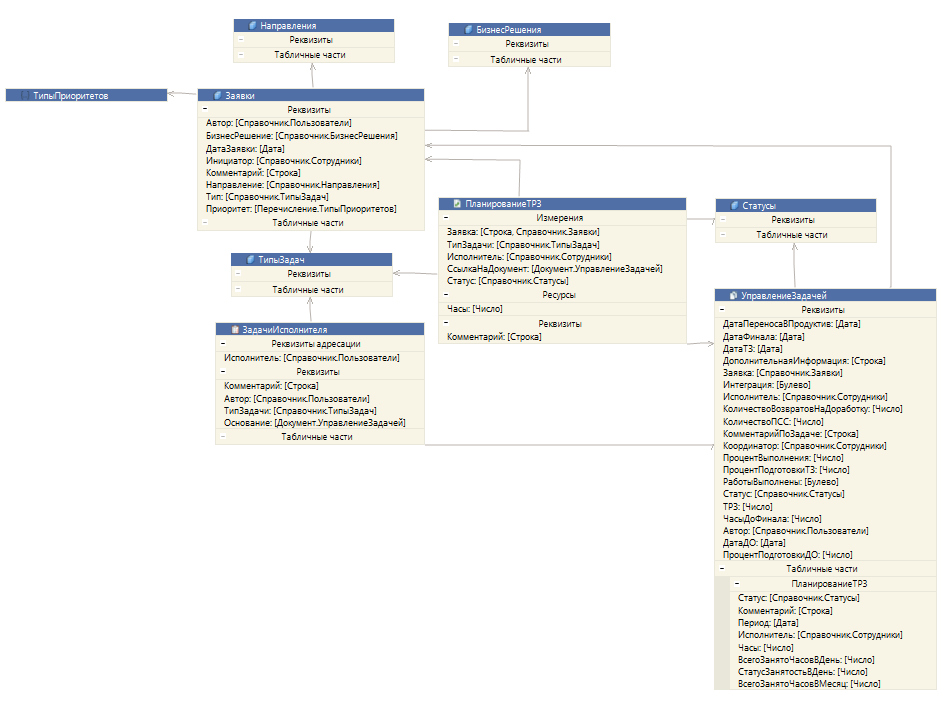 Направления
Реквизиты
Табличные части
БизнесРешения
Реквизиты
Табличные части
ТипыПриоритетов
Заявки
Реквизиты
Автор: [Справочник.Пользователи]
БизнесРешение: [Справочник.БизнесРешения]
ДатаЗаявки: [Дата]
Инициатор: [Справочник.Сотрудники]
Комментарий: [Строка]
Направление: [Справочник.Направления]
Тип: [Справочник.ТипыЗадач]
Приоритет: [Перечисление.ТипыПриоритетов]
Табличные части
ПланированиеТРЗ
Измерения
Заявка: [Строка, Справочник.Заявки]
ТипЗадачи: [Справочник.ТипыЗадач]
Исполнитель: [Справочник.Сотрудники]
СсылкаНаДокумент: [Документ.УправлениеЗадачей]
Статус: [Справочник.Статусы]
Ресурсы
Часы: [Число]
Реквизиты
Комментарий: [Строка]
Статусы
Реквизиты
Табличные части
ТипыЗадач
Реквизиты
Табличные части
ЗадачиИсполнителя
Реквизиты адресации
Исполнитель: [Справочник.Пользователи]
Реквизиты
Комментарий: [Строка]
Автор: [Справочник.Пользователи]
ТипЗадачи: [Справочник.ТипыЗадач]
Основание: [Документ.УправлениеЗадачей]
Табличные части
УправлениеЗадачей
Реквизиты
ДатаПереносаВПродуктив: [Дата]
ДатаФинала: [Дата]
ДатаТЗ: [Дата]
ДополнительнаяИнформация: [Строка]
Заявка: [Справочник.Заявки]
Интеграция: [Булево]
Исполнитель: [Справочник.Сотрудники]
КоличествоВозвратовНаДоработку: [Число]
КоличествоПСС: [Число]
КомментарийПоЗадаче: [Строка]
Координатор: [Справочник.Сотрудники]
ПроцентВыполнения: [Число]
ПроцентПодготовкиТЗ: [Число]
РаботыВыполнены: [Булево]
Статус: [Справочник.Статусы]
ТРЗ: [Число]
ЧасыДоФинала: [Число]
Автор: [Справочник.Пользователи]
ДатаДО: [Дата]
ПроцентПодготовкиДО: [Число]
Табличные части
ПланированиеТРЗ
Статус: [Справочник.Статусы]
Комментарий: [Строка]
Период: [Дата]
Исполнитель: [Справочник.Сотрудники]
Часы: [Число]
ВсегоЗанятоЧасовВДень: [Число]
СтатусЗанятостьВДень: [Число]
ВсегоЗанятоЧасовВМесяц: [Число]